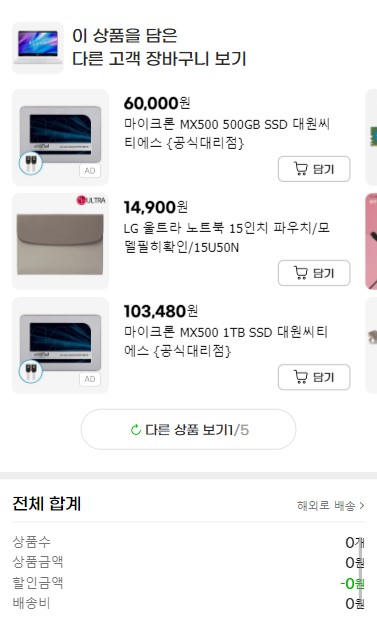 이 상품을 담은
다른 고객 장바구니 보기
60,000원
마이크론 MX500 500GB SSD 대원씨
티에스 {공식대리점}
AD
담기
ULTRA
14,900원
LG 울트라 노트북 15인치 파우치/모
델필히확인/15U50N
담기
103,480원
마이크론 MX500 1TB SSD 대원씨티
에스 {공식대리점}
AD
담기
다른 상품 보기1/5
전체 합계
해외로 배송 >
상품수 0개
상품금액 0원
할인금액 -0원
배송비 0원